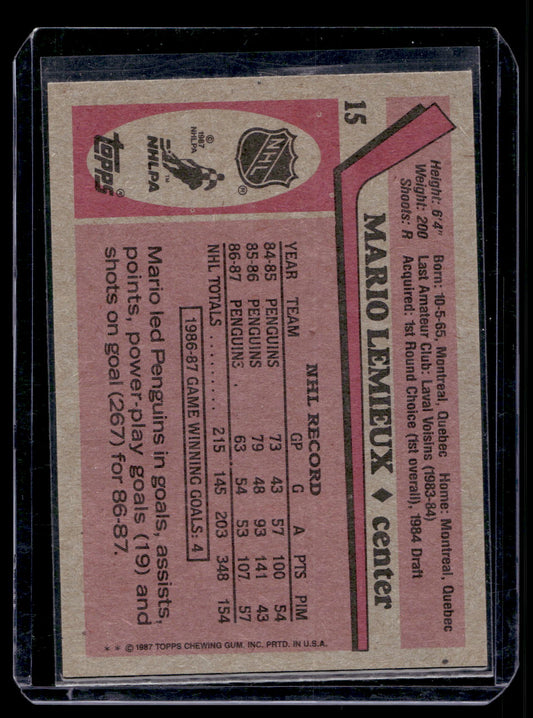 15
MARIO LEMIEUX ♦ center
Height: 6'4" Born: 10-5-65, Montreal, Quebec Home: Montreal, Quebec
Weight: 200 Last Amateur Club: Laval Voisins (1983-84)
Shoots: R Acquired: 1st Round Choice (1st overall), 1984 Draft
NHL
®
© 1987 NHLPA
NHLPA
TM
topps®
NHL RECORD
YEAR TEAM GP G A PTS PIM
84-85 PENGUINS 73 43 57 100 54
85-86 PENGUINS 79 48 93 141 43
86-87 PENGUINS . 63 54 53 107 57
NHL TOTALS ......... 215 145 203 348 154
1986-87 GAME WINNING GOALS: 4
Mario led Penguins in goals, assists,
points, power-play goals (19) and
shots on goal (267) for 86-87.
* * © 1987 TOPPS CHEWING GUM, INC. PRTD. IN U.S.A.